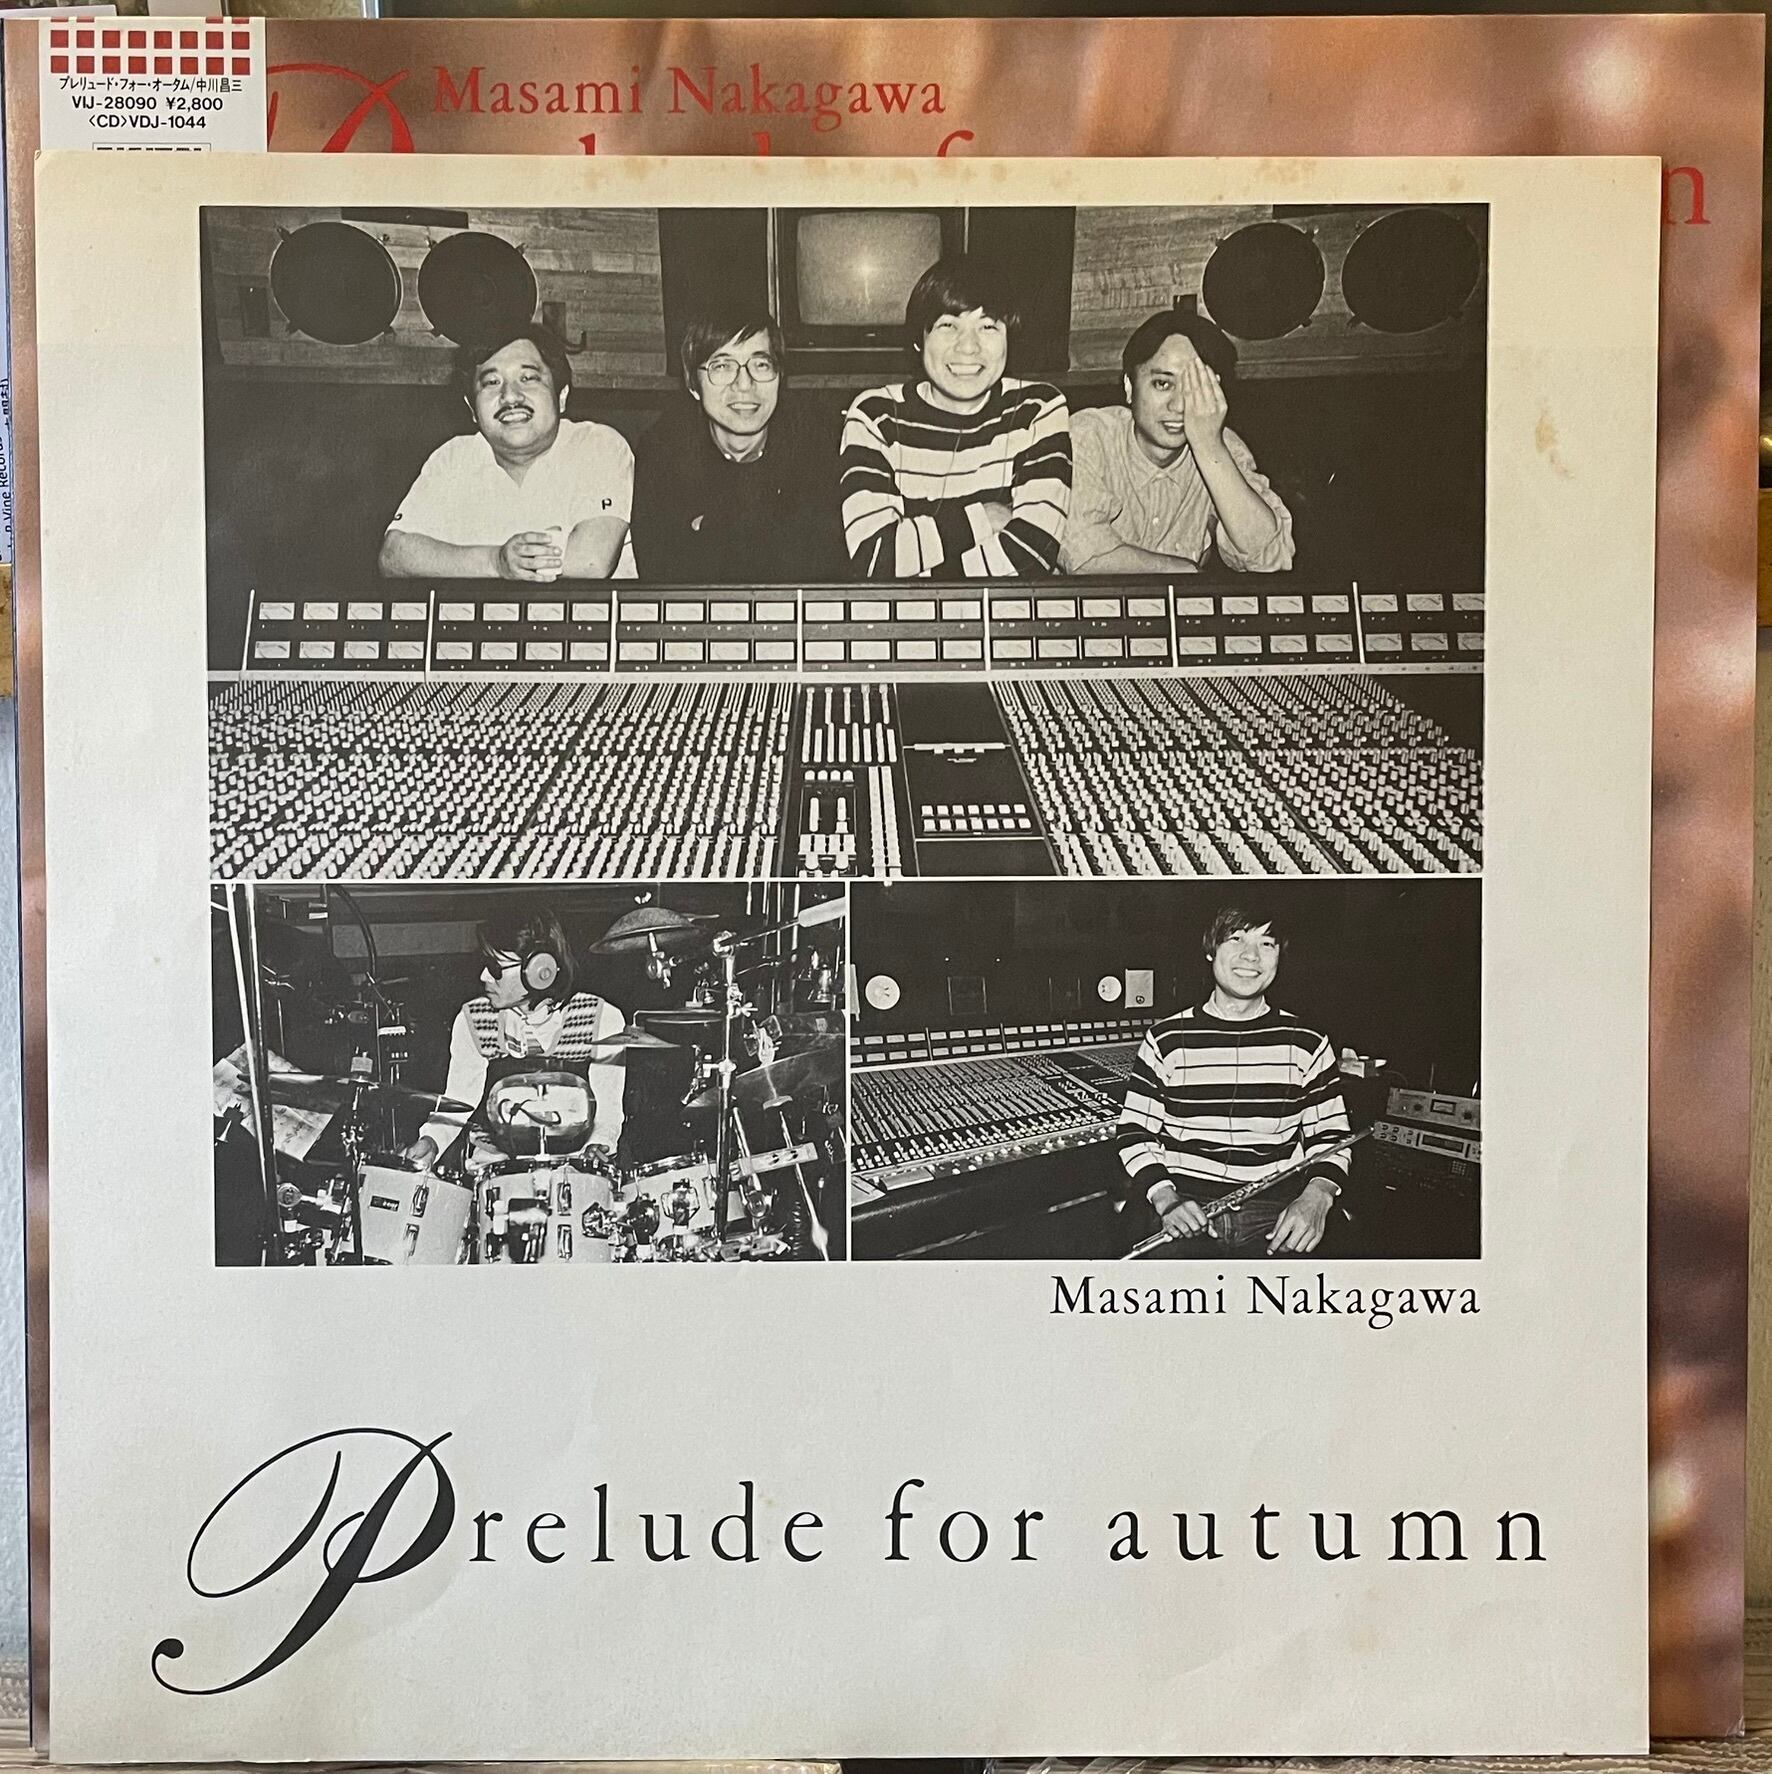 プレリュード・フォー・オータム/中川昌三
VIJ-28090 ¥2,800
〈CD〉VDJ-1044
Masami Nakagawa
n
P
Masami Nakagawa
Prelude for autumn